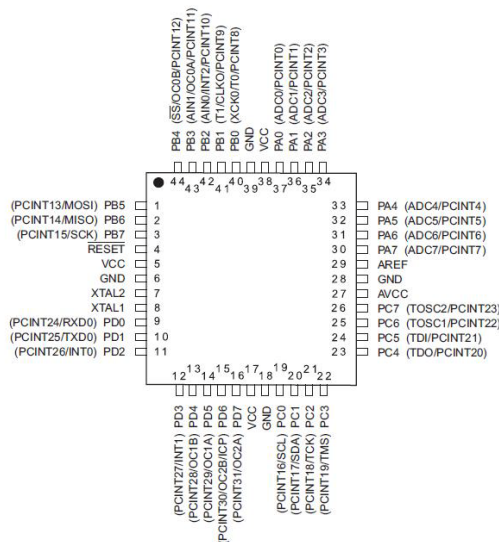 PB4 (SS/OC0B/PCINT12)
PB3 (AIN1/OC0A/PCINT11)
PB2 (AIN0/INT2/PCINT10)
PB1 (T1/CLKO/PCINT9)
PB0 (XCK0/T0/PCINT8)
GND
VCC
PA0 (ADC0/PCINT0)
PA1 (ADC1/PCINT1)
PA2 (ADC2/PCINT2)
PA3 (ADC3/PCINT3)
44 43 42 41 40 39 38 37 36 35 34
(PCINT13/MOSI) PB5 1
(PCINT14/MISO) PB6 2
(PCINT15/SCK) PB7 3
RESET 4
VCC 5
GND 6
XTAL2 7
XTAL1 8
(PCINT24/RXD0) PD0 9
(PCINT25/TXD0) PD1 10
(PCINT26/INT0) PD2 11
33 PA4 (ADC4/PCINT4)
32 PA5 (ADC5/PCINT5)
31 PA6 (ADC6/PCINT6)
30 PA7 (ADC7/PCINT7)
29 AREF
28 GND
27 AVCC
26 PC7 (TOSC2/PCINT23)
25 PC6 (TOSC1/PCINT22)
24 PC5 (TDI/PCINT21)
23 PC4 (TDO/PCINT20)
12 13 14 15 16 17 18 19 20 21 22
(PCINT27/INT1) PD3
(PCINT28/OC1B) PD4
(PCINT29/OC1A) PD5
(PCINT30/OC2B/ICP) PD6
(PCINT31/OC2A) PD7
VCC
GND
(PCINT16/SCL) PC0
(PCINT17/SDA) PC1
(PCINT18/TCK) PC2
(PCINT19/TMS) PC3